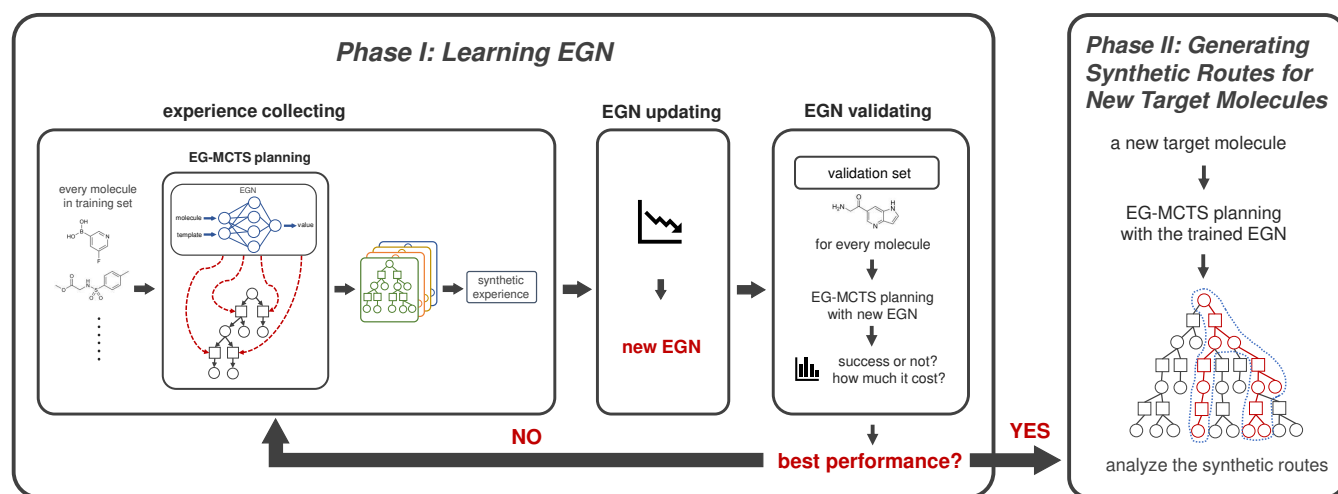 Phase I: Learning EGN
experience collecting
every molecule
in training set
OH
B
HO
N
F
O
O
H
N
S
O
O
EG-MCTS planning
EGN
molecule
template
value
synthetic
experience
EGN updating
new EGN
EGN validating
validation set
H2N
O
H
N
N
for every molecule
EG-MCTS planning
with new EGN
success or not?
how much it cost?
NO
best performance?
YES
Phase II: Generating
Synthetic Routes for
New Target Molecules
a new target molecule
EG-MCTS planning
with the trained EGN
analyze the synthetic routes